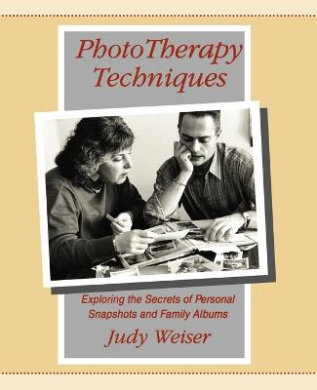 PhotoTherapy
Techniques
Exploring the Secrets of Personal
Snapshots and Family Albums
Judy Weiser